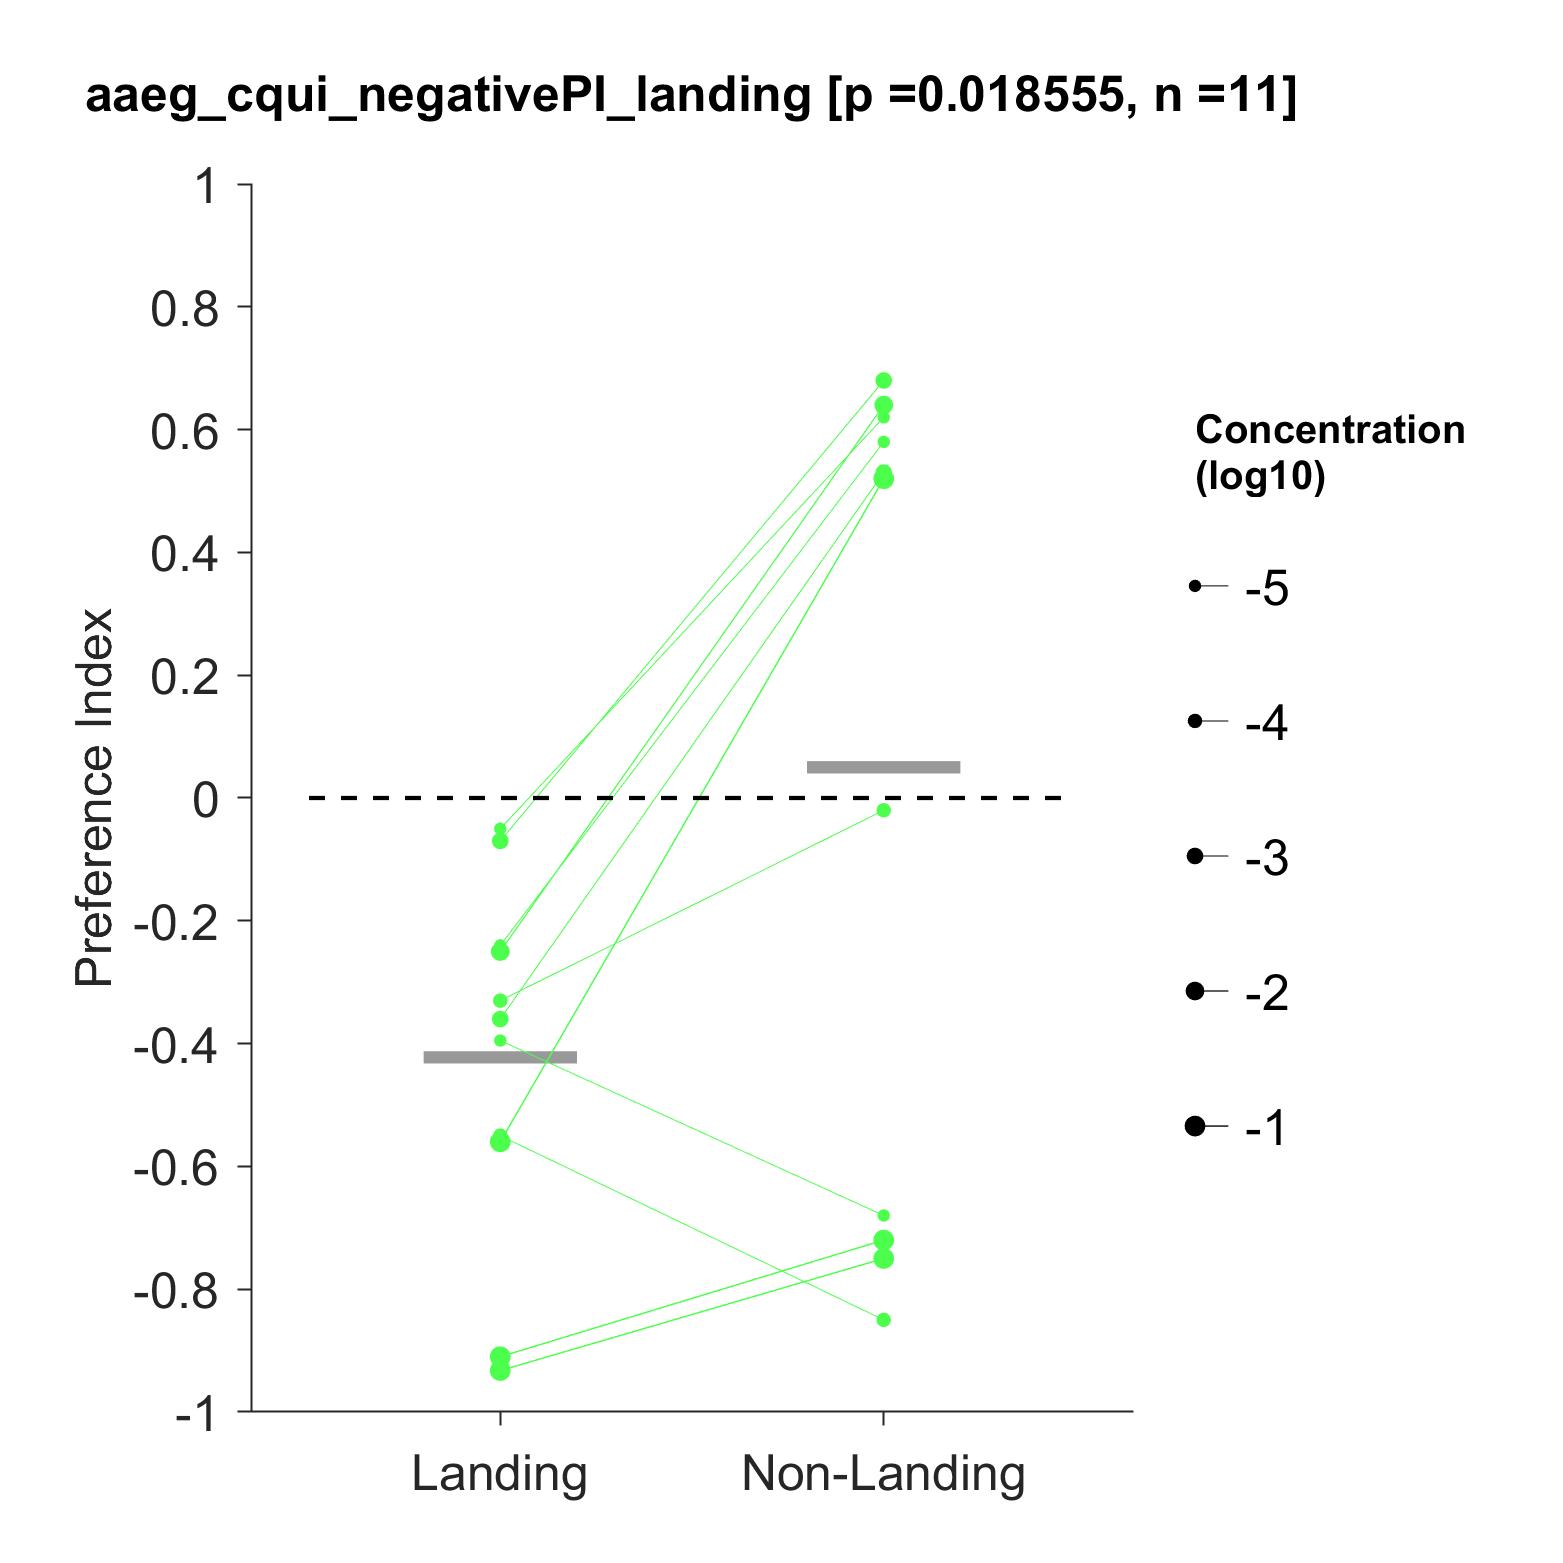 aaeg_cqui_negativePI_landing [p =0.018555, n =11]
1
0.8
0.6
0.4
0.2
0
-0.2
-0.4
-0.6
-0.8
-1
Preference Index
Landing
Non-Landing
Concentration
(log10)
-5
-4
-3
-2
-1